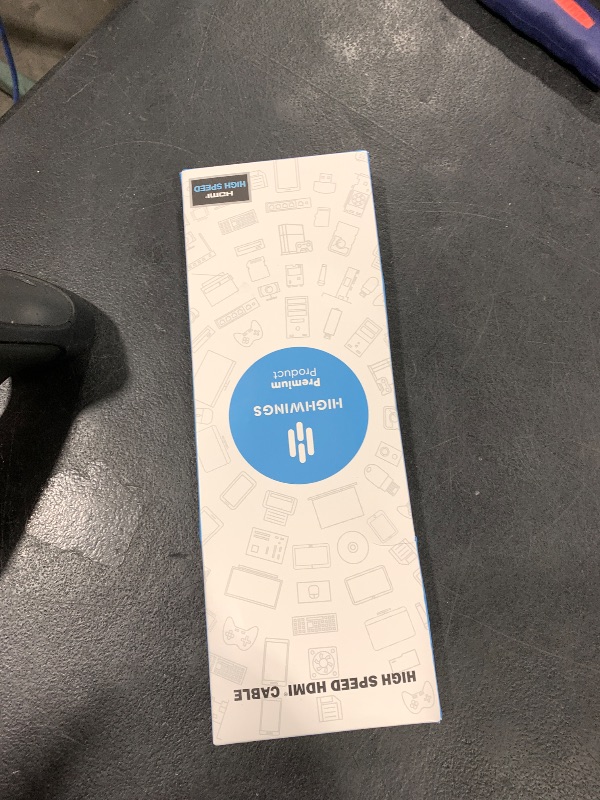 HIGH SPEED HDMI® CABLE
HIGHWINGS
Premium
Product
HDMI
HIGH SPEED